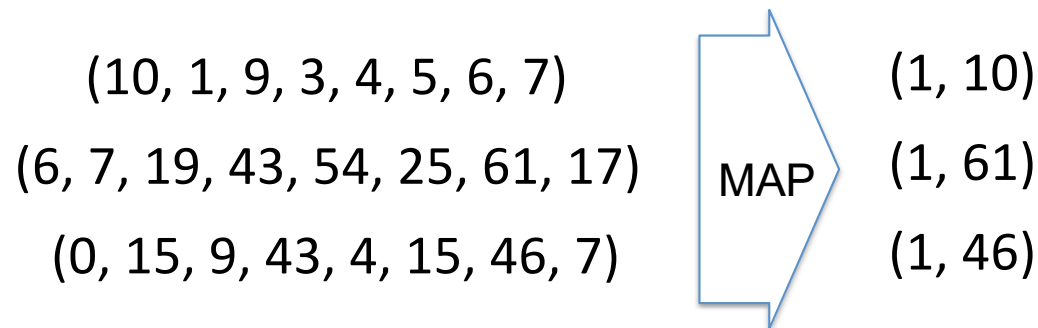 (10, 1, 9, 3, 4, 5, 6, 7)
(6, 7, 19, 43, 54, 25, 61, 17)
(0, 15, 9, 43, 4, 15, 46, 7)
MAP
(1, 10)
(1, 61)
(1, 46)